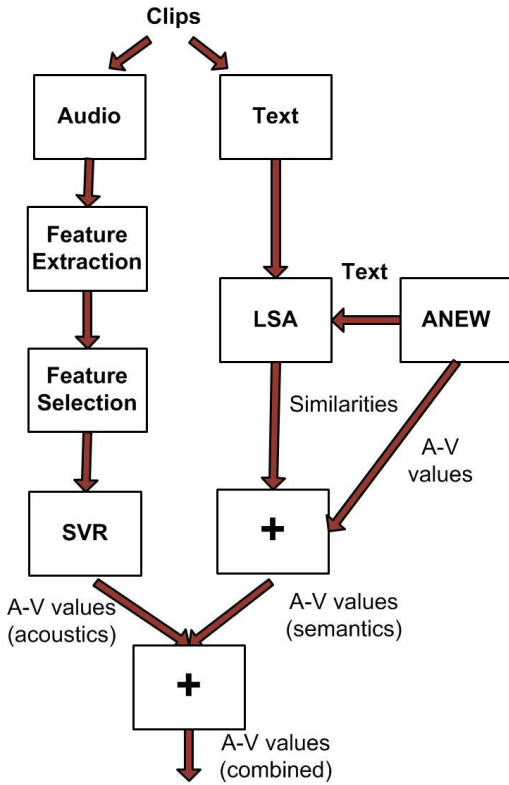 Clips
Audio
Text
Feature
Extraction
Text
LSA
ANEW
Feature
Selection
Similarities
A-V
values
SVR
+
A-V values
(acoustics)
A-V values
(semantics)
+
A-V values
(combined)